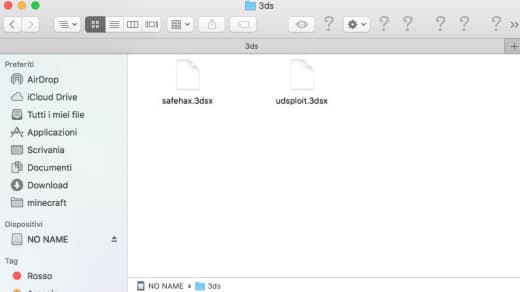 3ds
3ds
Preferiti
AirDrop
iCloud Drive
Tutti i miei file
Applicazioni
Scrivania
Documenti
Download
minecraft
Dispositivi
NO NAME
Tag
Rosso
safehax.3dsx
udsploit.3dsx
NO NAME
3ds